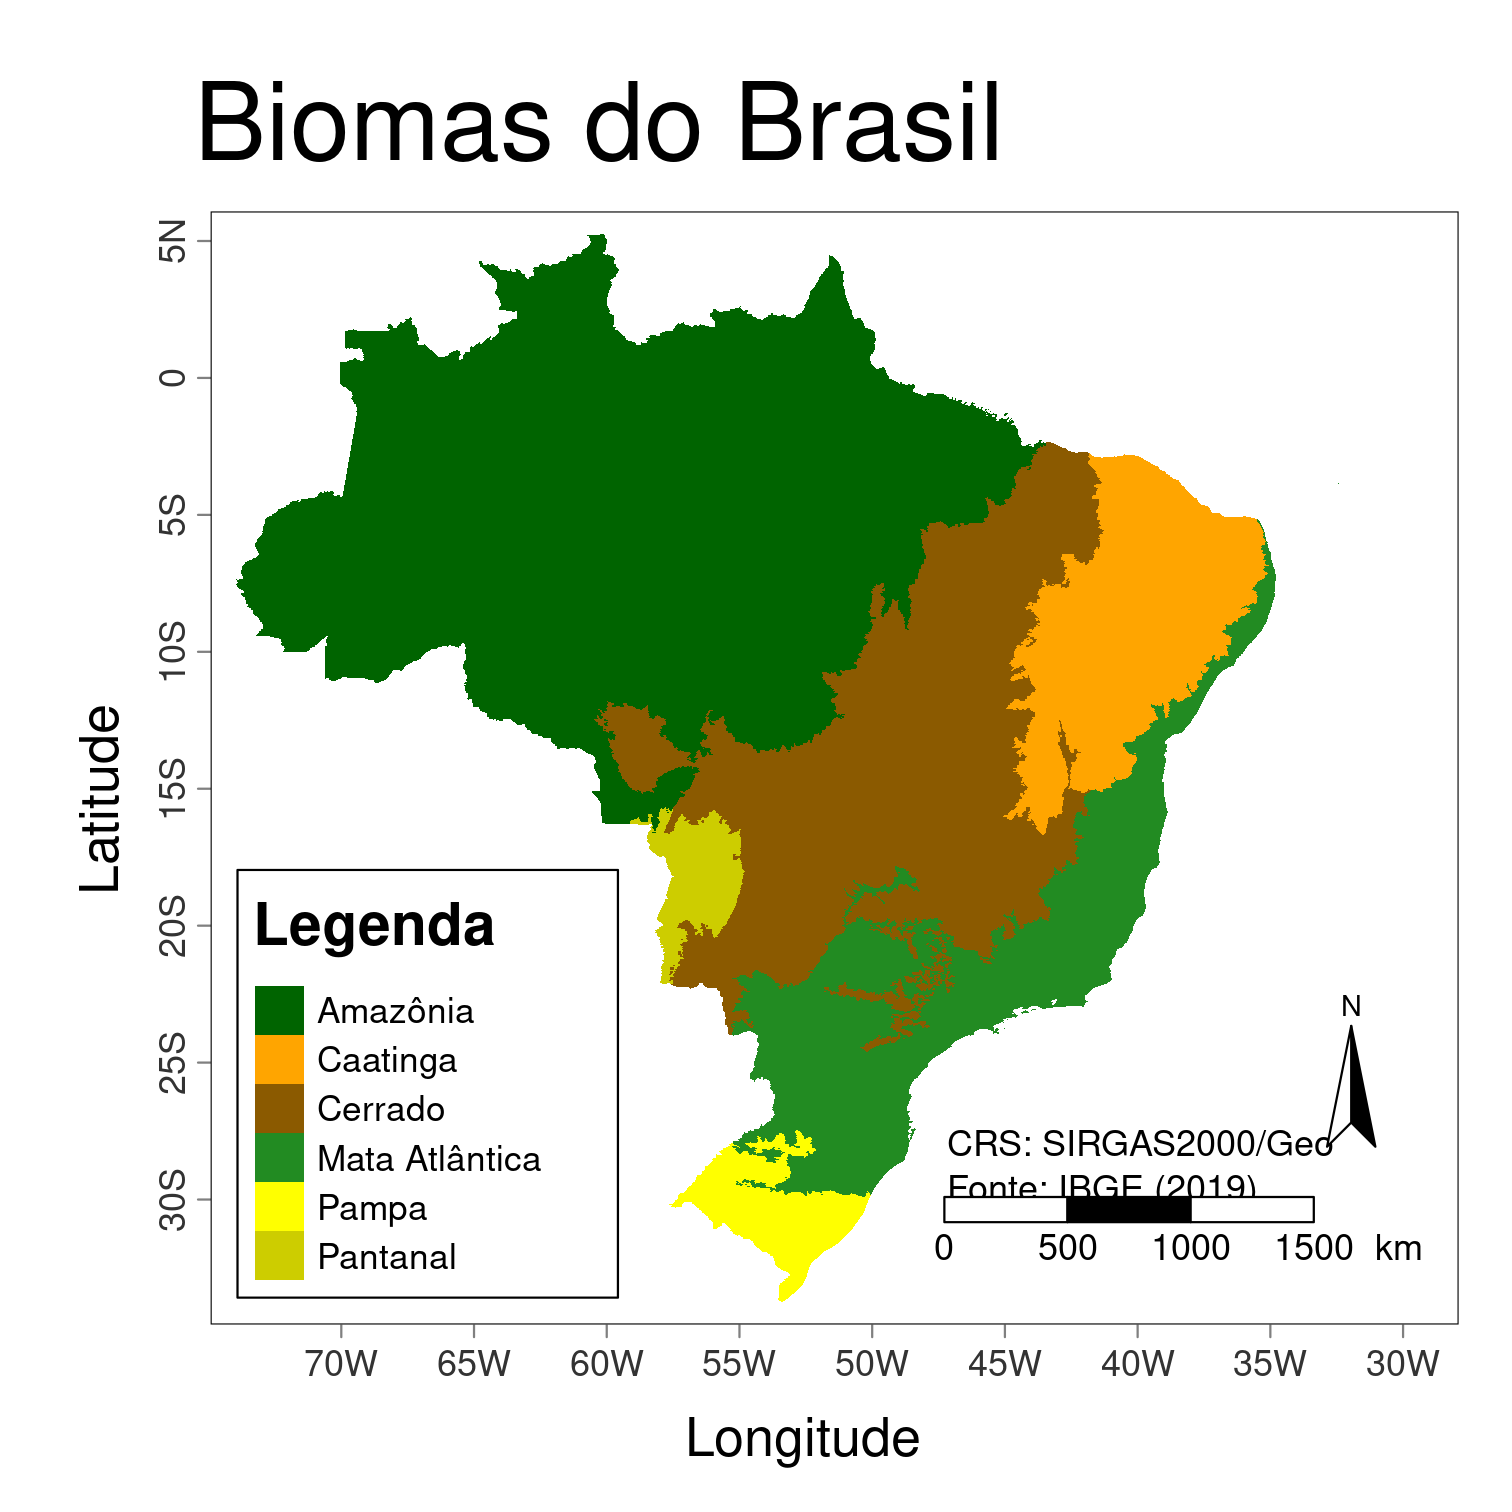 Biomas do Brasil
5N
0
5S
10S
15S
20S
25S
30S
Latitude
Legenda
Amazônia
Caatinga
Cerrado
Mata Atlântica
Pampa
Pantanal
N
CRS: SIRGAS2000/Geo
Fonte: IBGE (2019)
0 500 1000 1500 km
70W 65W 60W 55W 50W 45W 40W 35W 30W
Longitude